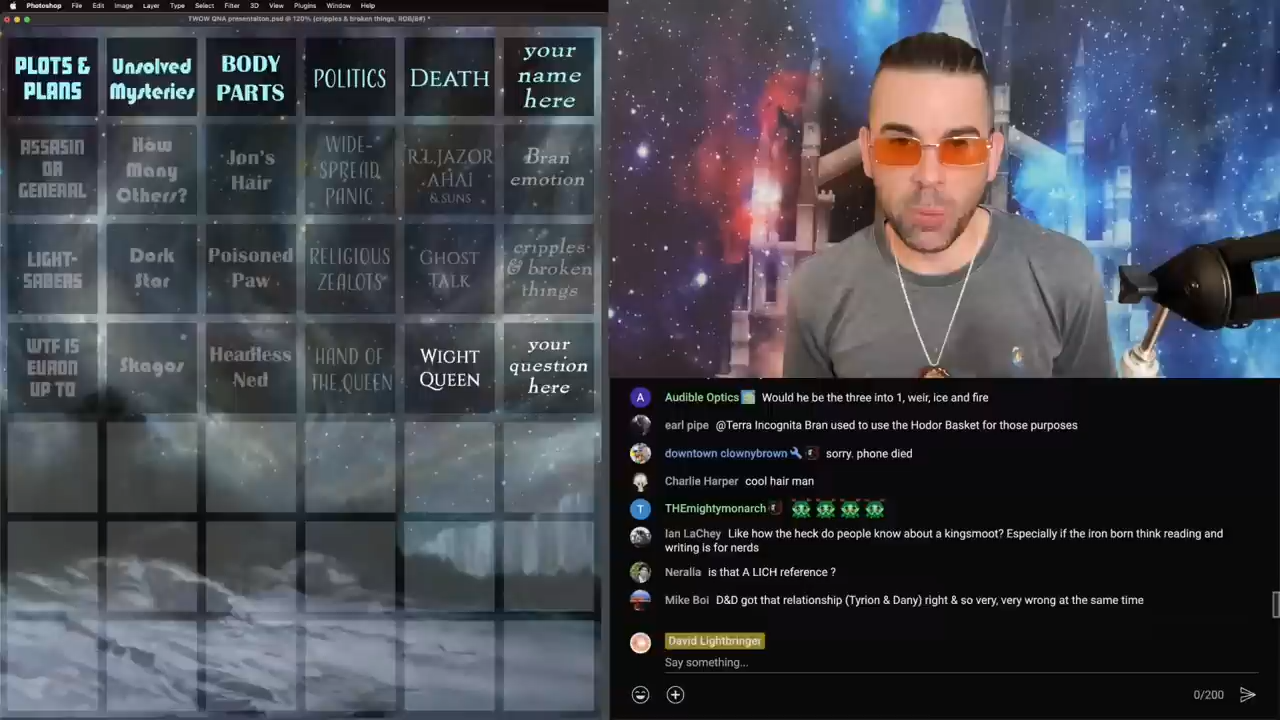 Photoshop File Edit Image Layer Type Select Filter 3D View Plugins Window Help
TWOW QNA presentaiton.psd @ 120% (cripples & broken things, RGB/8#) *
PLOTS &
PLANS
Unsolved
Mysteries
BODY
PARTS
POLITICS
DEATH
your
name
here
ASSASIN
OR
GENERAL
How
Many
Others?
Jon's
Hair
WIDE-
SPREAD
PANIC
R.L.JAZOR
AHAI
& SUNS
Bran
emotion
LIGHT-
SABERS
Dark
Star
Poisoned
Paw
RELIGIOUS
ZEALOTS
GHOST
TALK
cripples
& broken
things
WTF IS
EURON
UP TO
Skagos
Headless
Ned
HAND OF
THE QUEEN
WIGHT
QUEEN
your
question
here
A Audible Optics Would he be the three into 1, weir, ice and fire
earl pipe @Terra Incognita Bran used to use the Hodor Basket for those purposes
downtown clownybrown sorry. phone died
Charlie Harper cool hair man
T THEmightymonarch
Ian LaChey Like how the heck do people know about a kingsmoot? Especially if the iron born think reading and
writing is for nerds
Neralia is that A LICH reference ?
Mike Boi D&D got that relationship (Tyrion & Dany) right & so very, very wrong at the same time
David Lightbringer
Say something...
0/200